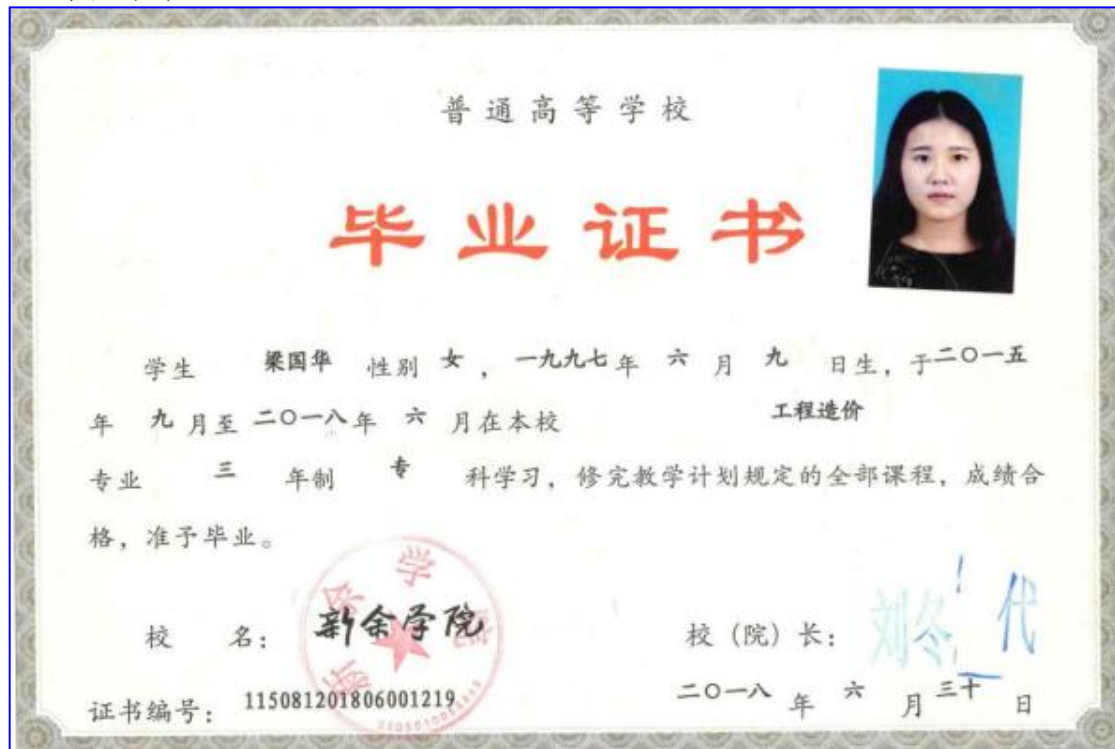 普通高等学校
毕业证书
学生 梁国华 性别 女 ， 一九九七 年 六 月 九 日生，于 二〇一五
年 九 月至 二〇一八 年 六 月在本校 工程造价
专业 三 年制 专 科学习，修完教学计划规定的全部课程，成绩合
格，准予毕业。
新余学院
校 名： 新余学院 校（院）长：
证书编号： 115081201806001219 二〇一八 年 六 月 三十 日